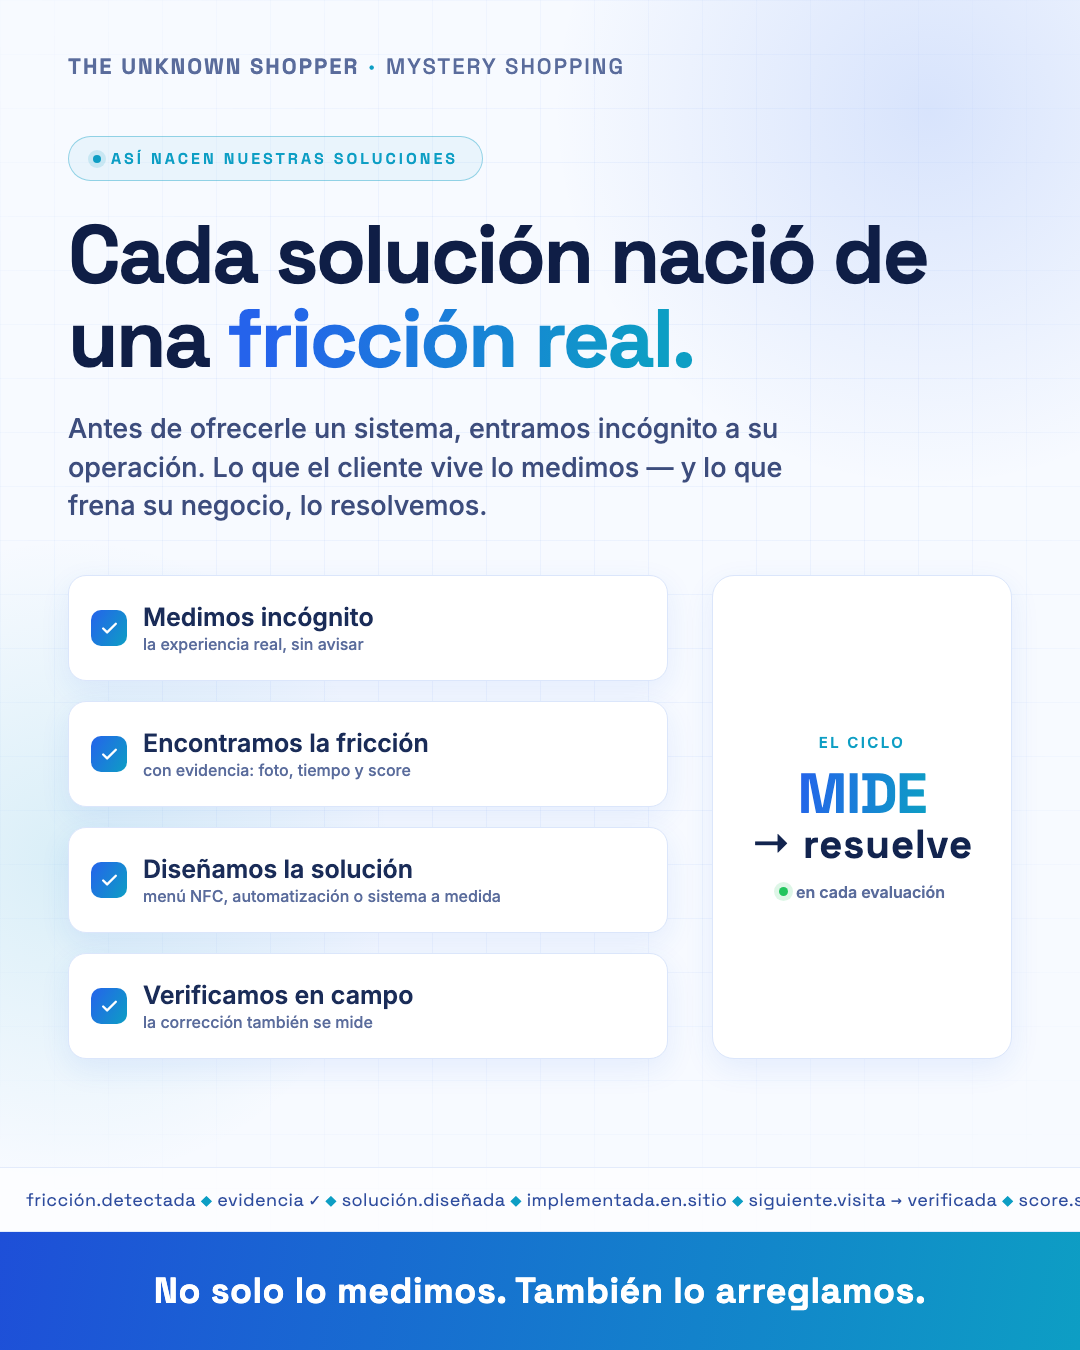 THE UNKNOWN SHOPPER • MYSTERY SHOPPING
ASÍ NACEN NUESTRAS SOLUCIONES
Cada solución nació de
una fricción real.
Antes de ofrecerle un sistema, entramos incógnito a su
operación. Lo que el cliente vive lo medimos — y lo que
frena su negocio, lo resolvemos.
Medimos incógnito
la experiencia real, sin avisar
Encontramos la fricción
con evidencia: foto, tiempo y score
Diseñamos la solución
menú NFC, automatización o sistema a medida
Verificamos en campo
la corrección también se mide
EL CICLO
MIDE
→ resuelve
en cada evaluación
fricción.detectada ◆ evidencia ✓ ◆ solución.diseñada ◆ implementada.en.sitio ◆ siguiente.visita → verificada ◆ score.s
No solo lo medimos. También lo arreglamos.